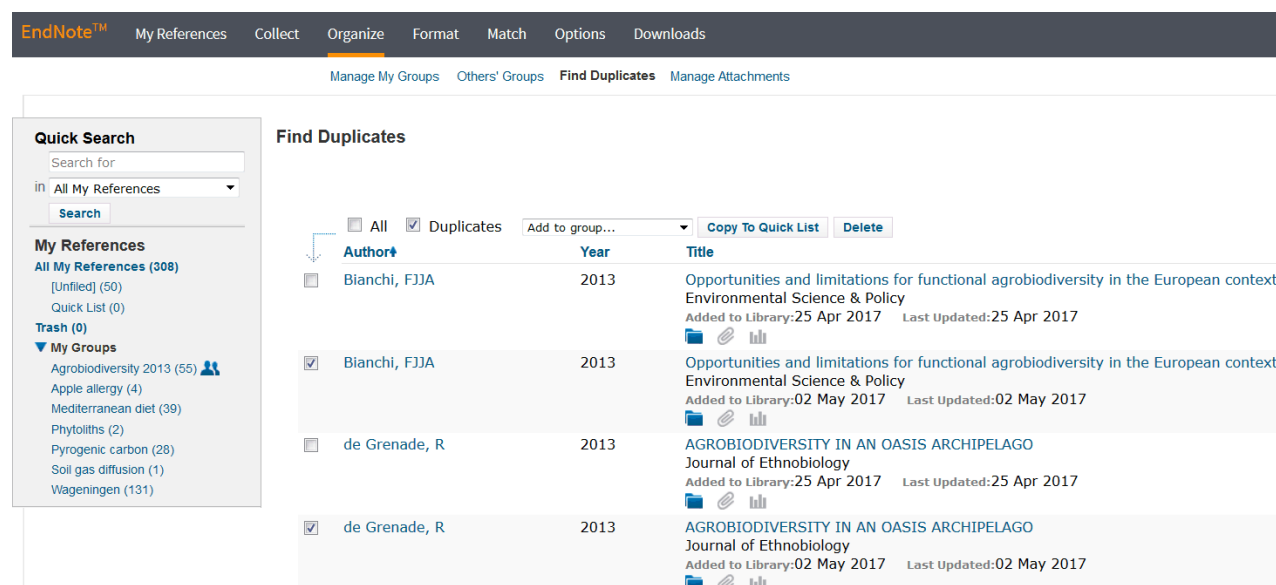 EndNote™ My References Collect Organize Format Match Options Downloads
Manage My Groups Others' Groups Find Duplicates Manage Attachments
Quick Search
Search for
in All My References
Search
My References
All My References (308)
[Unfiled] (50)
Quick List (0)
Trash (0)
My Groups
Agrobiodiversity 2013 (55)
Apple allergy (4)
Mediterranean diet (39)
Phytoliths (2)
Pyrogenic carbon (28)
Soil gas diffusion (1)
Wageningen (131)
Find Duplicates
All Duplicates Add to group... Copy To Quick List Delete
Author Year Title
Bianchi, FJJA 2013 Opportunities and limitations for functional agrobiodiversity in the European context
Environmental Science & Policy
Added to Library:25 Apr 2017 Last Updated:25 Apr 2017
Bianchi, FJJA 2013 Opportunities and limitations for functional agrobiodiversity in the European context
Environmental Science & Policy
Added to Library:02 May 2017 Last Updated:02 May 2017
de Grenade, R 2013 AGROBIODIVERSITY IN AN OASIS ARCHIPELAGO
Journal of Ethnobiology
Added to Library:25 Apr 2017 Last Updated:25 Apr 2017
de Grenade, R 2013 AGROBIODIVERSITY IN AN OASIS ARCHIPELAGO
Journal of Ethnobiology
Added to Library:02 May 2017 Last Updated:02 May 2017